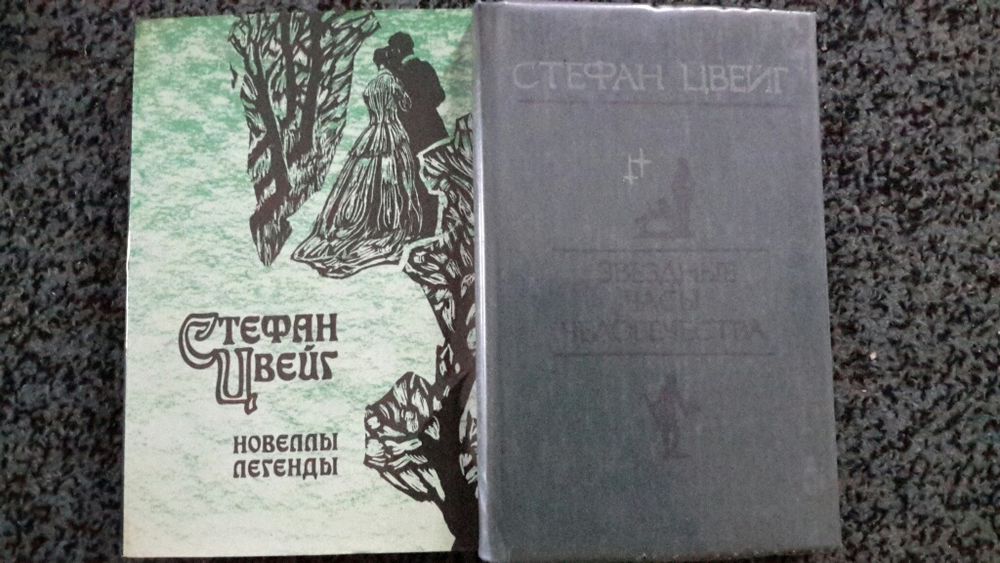 СТЕФАН
ЦВЕЙГ
НОВЕЛЛЫ
ЛЕГЕНДЫ
СТЕФАН ЦВЕЙГ
ЗВЕЗДНЫЕ
ЧАСЫ
ЧЕЛОВЕЧЕСТВА